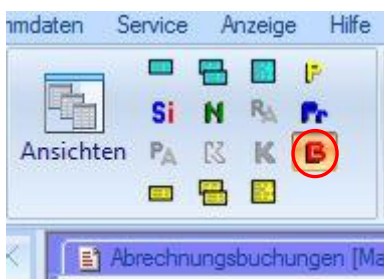 mmdaten Service Anzeige Hilfe
P
Si N RA Pr
Ansichten PA K K B
Abrechnungsbuchungen [Ma